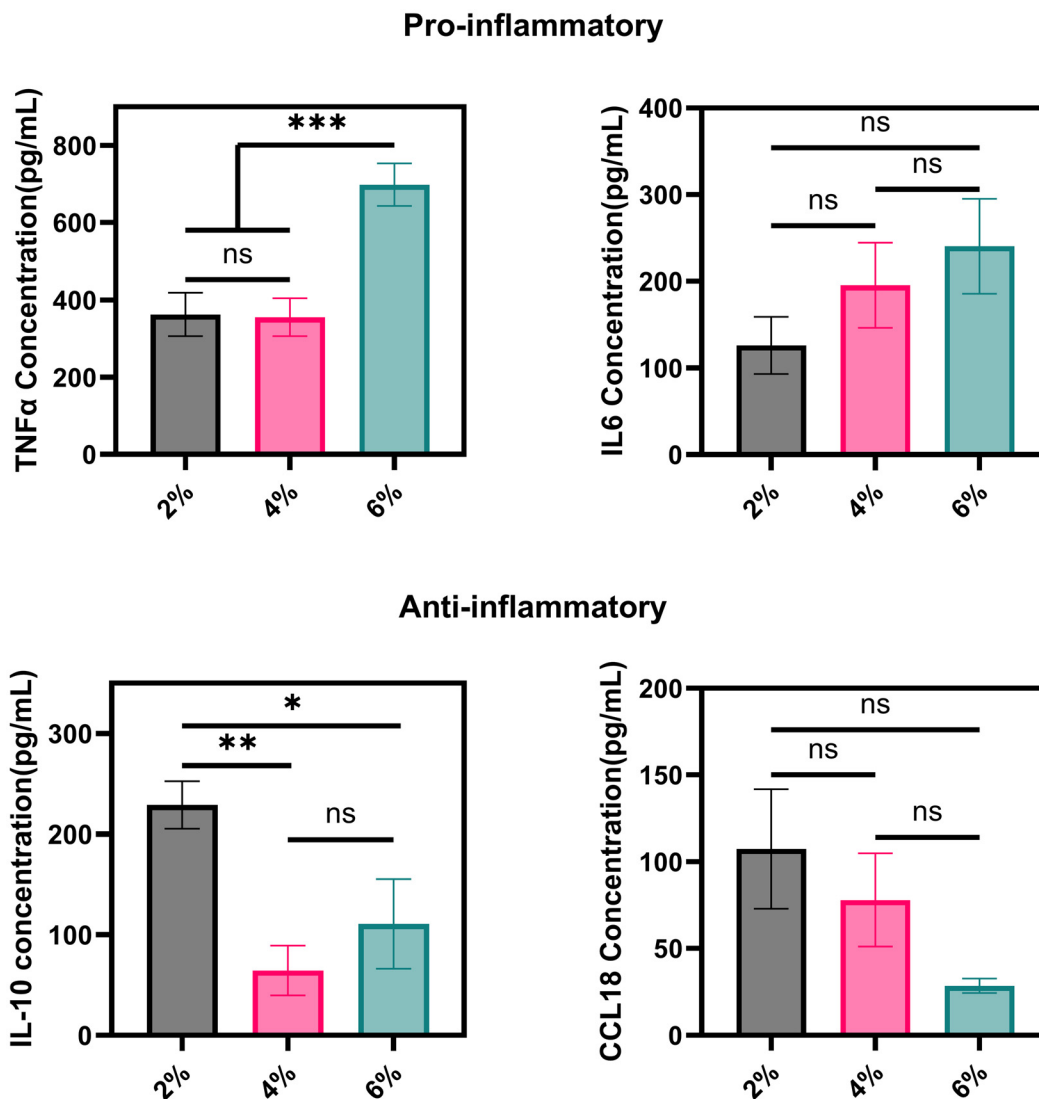 Pro-inflammatory
TNFα Concentration(pg/mL)
800
600
400
200
0
***
ns
2%
4%
6%
IL6 Concentration(pg/mL)
400
300
200
100
0
ns
ns
ns
2%
4%
6%
Anti-inflammatory
IL-10 concentration(pg/mL)
300
200
100
0
*
**
ns
2%
4%
6%
CCL18 Concentration(pg/mL)
200
150
100
50
0
ns
ns
ns
2%
4%
6%